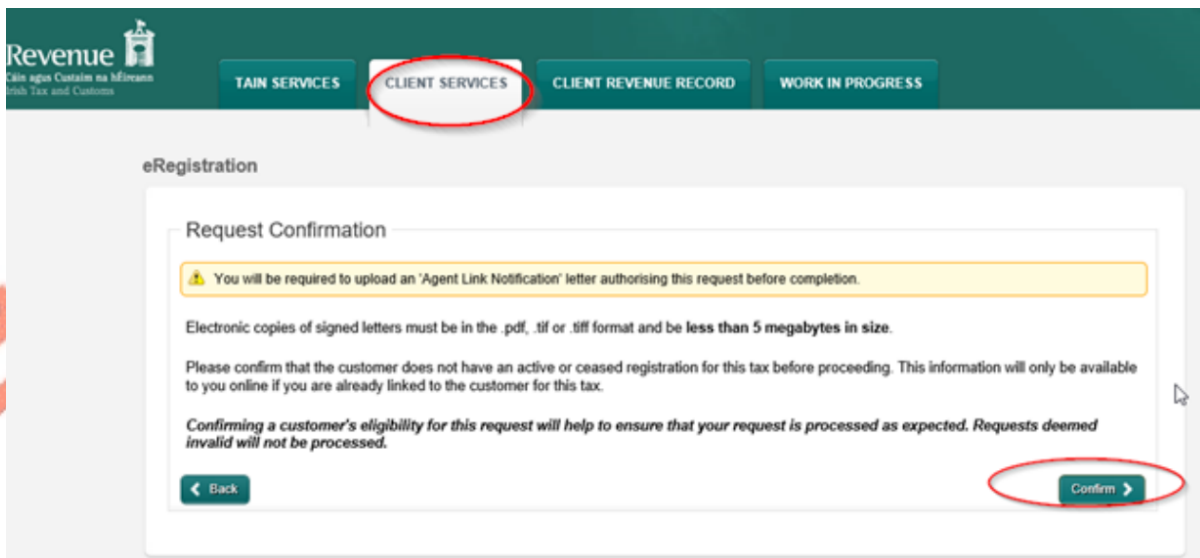 Revenue
Cáin agus Custaim na hÉireann
Irish Tax and Customs
TAIN SERVICES
CLIENT SERVICES
CLIENT REVENUE RECORD
WORK IN PROGRESS
eRegistration
Request Confirmation
You will be required to upload an 'Agent Link Notification' letter authorising this request before completion.
Electronic copies of signed letters must be in the .pdf, .tif or .tiff format and be less than 5 megabytes in size.
Please confirm that the customer does not have an active or ceased registration for this tax before proceeding. This information will only be available
to you online if you are already linked to the customer for this tax.
Confirming a customer's eligibility for this request will help to ensure that your request is processed as expected. Requests deemed
invalid will not be processed.
Back
Confirm